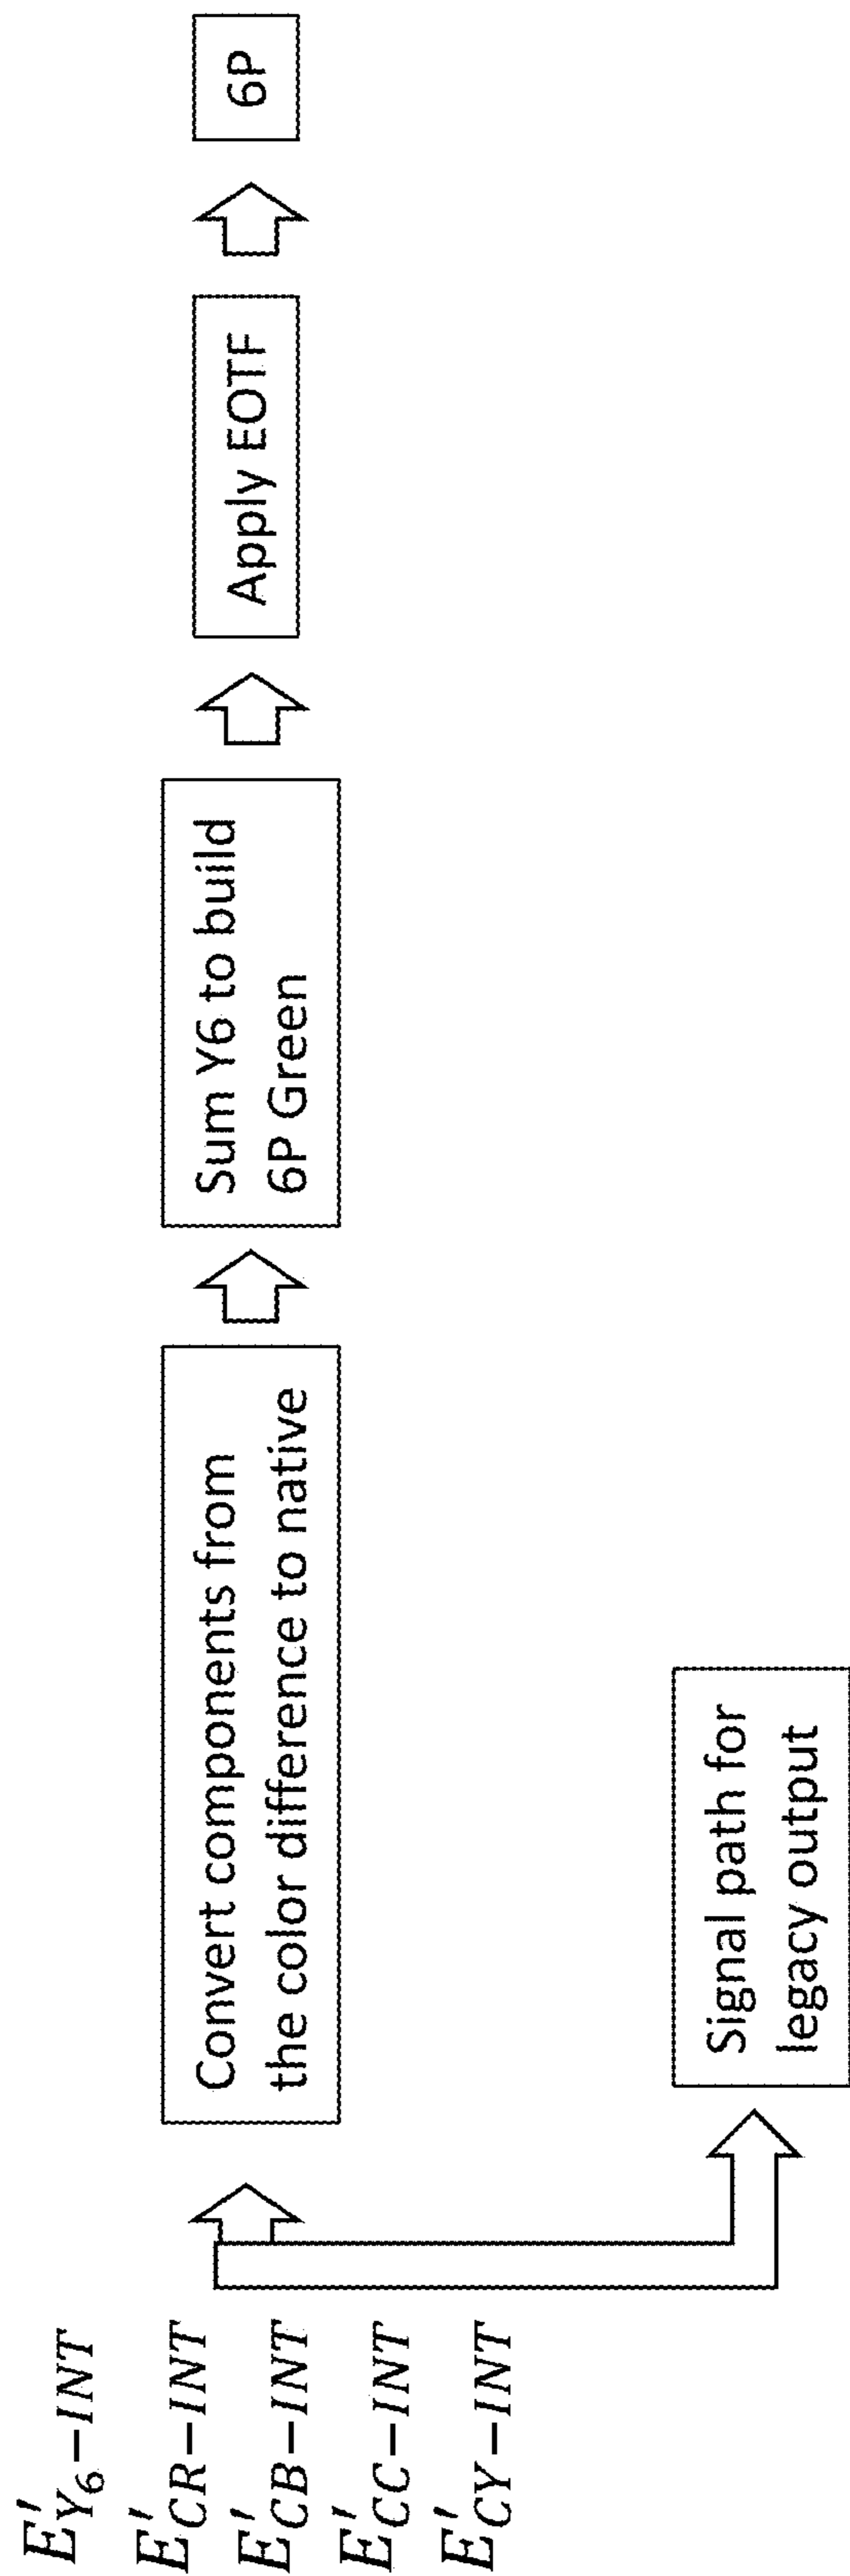 E'Y6-INT
E'CR-INT
E'CB-INT
E'CC-INT
E'CY-INT
Convert components from
the color difference to native
Sum Y6 to build
6P Green
Apply EOTF
6P
Signal path for
legacy output